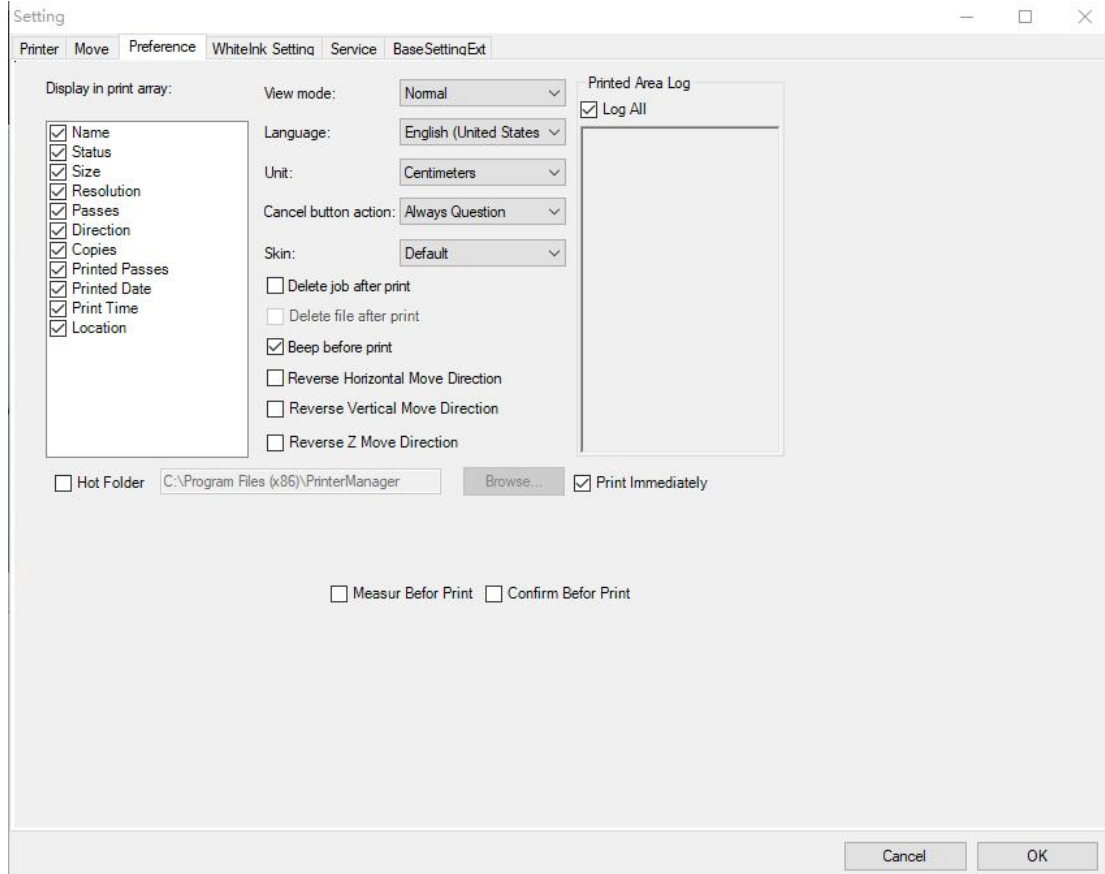 Setting
Printer Move Preference WhiteInk Setting Service BaseSettingExt
Display in print array:
Name
Status
Size
Resolution
Passes
Direction
Copies
Printed Passes
Printed Date
Print Time
Location
View mode: Normal
Language: English (United States
Unit: Centimeters
Cancel button action: Always Question
Skin: Default
Delete job after print
Delete file after print
Beep before print
Reverse Horizontal Move Direction
Reverse Vertical Move Direction
Reverse Z Move Direction
Printed Area Log
Log All
Hot Folder C:\Program Files (x86)\PrinterManager Browse... Print Immediately
Measur Befor Print Confirm Befor Print
Cancel OK